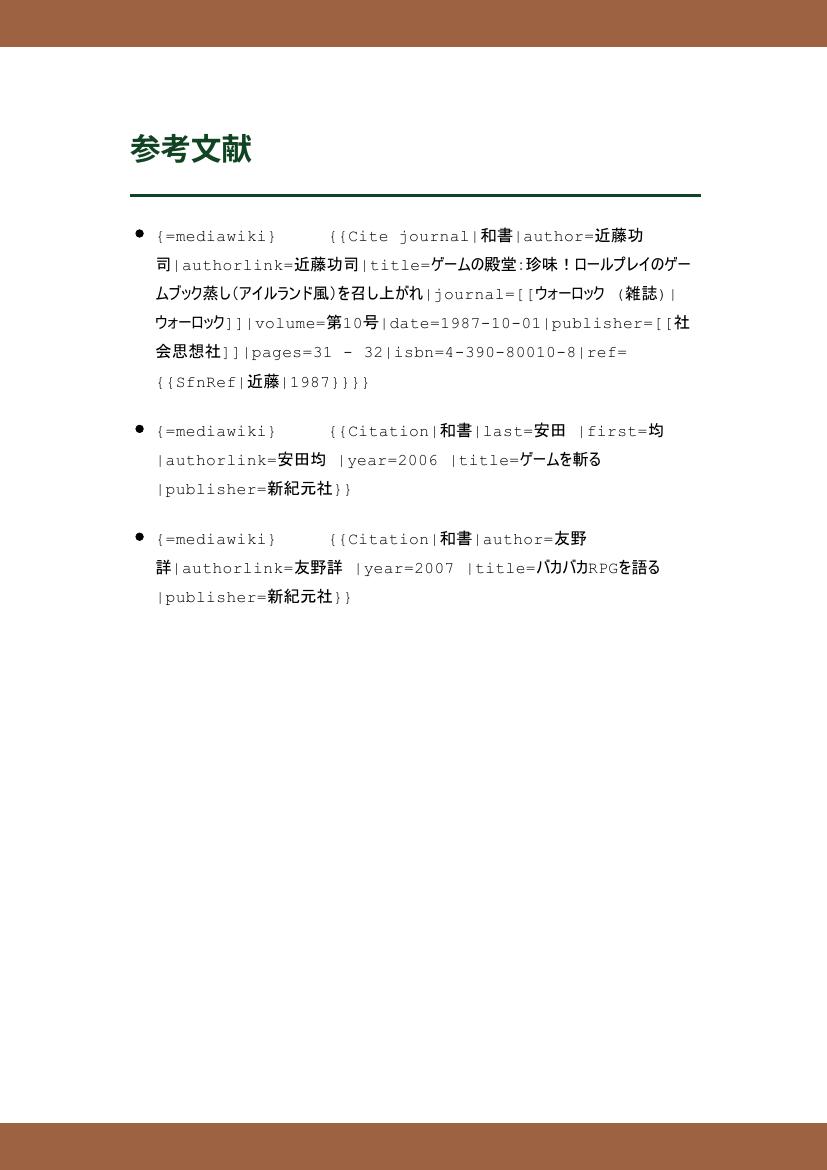 参考文献
{=mediawiki} {{Cite journal|和書|author=近藤功
司|authorlink=近藤功司|title=ゲームの殿堂:珍味！ロールプレイのゲー
ムブック蒸し(アイルランド風)を召し上がれ|journal=[[ウォーロック (雑誌)|
ウォーロック]]|volume=第10号|date=1987-10-01|publisher=[[社
会思想社]]|pages=31 - 32|isbn=4-390-80010-8|ref=
{{SfnRef|近藤|1987}}}}
{=mediawiki} {{Citation|和書|last=安田 |first=均
|authorlink=安田均 |year=2006 |title=ゲームを斬る
|publisher=新紀元社}}
{=mediawiki} {{Citation|和書|author=友野
詳|authorlink=友野詳 |year=2007 |title=バカバカRPGを語る
|publisher=新紀元社}}